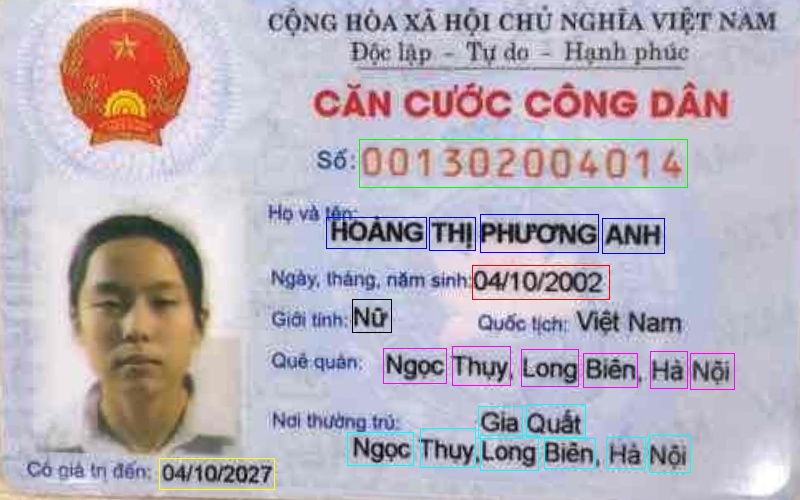 CỘNG HÒA XÃ HỘI CHỦ NGHĨA VIỆT NAM
Độc lập - Tự do - Hạnh phúc
CĂN CƯỚC CÔNG DÂN
Số: 001302004014
Họ và tên:
HOÀNG THỊ PHƯƠNG ANH
Ngày, tháng, năm sinh: 04/10/2002
Giới tính: Nữ Quốc tịch: Việt Nam
Quê quán: Ngọc Thụy, Long Biên, Hà Nội
Nơi thường trú: Gia Quất
Ngọc Thụy, Long Biên, Hà Nội
Có giá trị đến: 04/10/2027